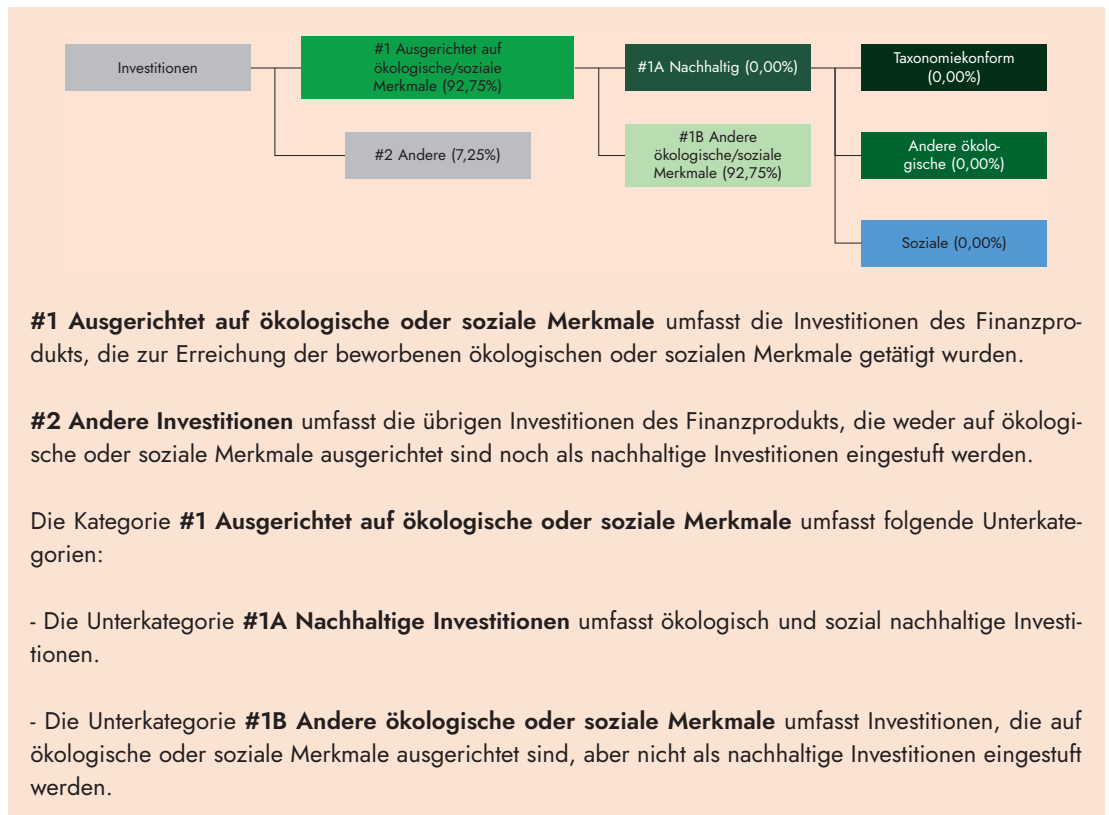 Investitionen
#1 Ausgerichtet auf
ökologische/soziale
Merkmale (92,75%)
#1A Nachhaltig (0,00%)
Taxonomiekonform
(0,00%)
#2 Andere (7,25%)
#1B Andere
ökologische/soziale
Merkmale (92,75%)
Andere ökolo-
gische (0,00%)
Soziale (0,00%)
#1 Ausgerichtet auf ökologische oder soziale Merkmale umfasst die Investitionen des Finanzpro-
dukts, die zur Erreichung der beworbenen ökologischen oder sozialen Merkmale getätigt wurden.
#2 Andere Investitionen umfasst die übrigen Investitionen des Finanzprodukts, die weder auf ökologi-
sche oder soziale Merkmale ausgerichtet sind noch als nachhaltige Investitionen eingestuft werden.
Die Kategorie #1 Ausgerichtet auf ökologische oder soziale Merkmale umfasst folgende Unterkate-
gorien:
- Die Unterkategorie #1A Nachhaltige Investitionen umfasst ökologisch und sozial nachhaltige Investi-
tionen.
- Die Unterkategorie #1B Andere ökologische oder soziale Merkmale umfasst Investitionen, die auf
ökologische oder soziale Merkmale ausgerichtet sind, aber nicht als nachhaltige Investitionen eingestuft
werden.